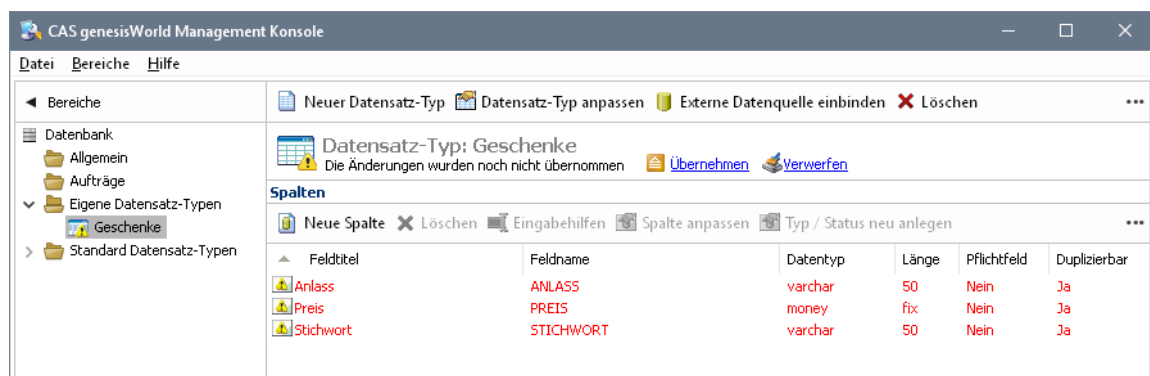 CAS genesisWorld Management Konsole
Datei Bereiche Hilfe
Bereiche
Neuer Datensatz-Typ Datensatz-Typ anpassen Externe Datenquelle einbinden Löschen
Datenbank
Allgemein
Aufträge
Eigene Datensatz-Typen
Geschenke
Standard Datensatz-Typen
Datensatz-Typ: Geschenke
Die Änderungen wurden noch nicht übernommen Übernehmen Verwerfen
Spalten
Neue Spalte Löschen Eingabehilfen Spalte anpassen Typ / Status neu anlegen
Feldtitel Feldname Datentyp Länge Pflichtfeld Duplizierbar
Anlass ANLASS varchar 50 Nein Ja
Preis PREIS money fix Nein Ja
Stichwort STICHWORT varchar 50 Nein Ja